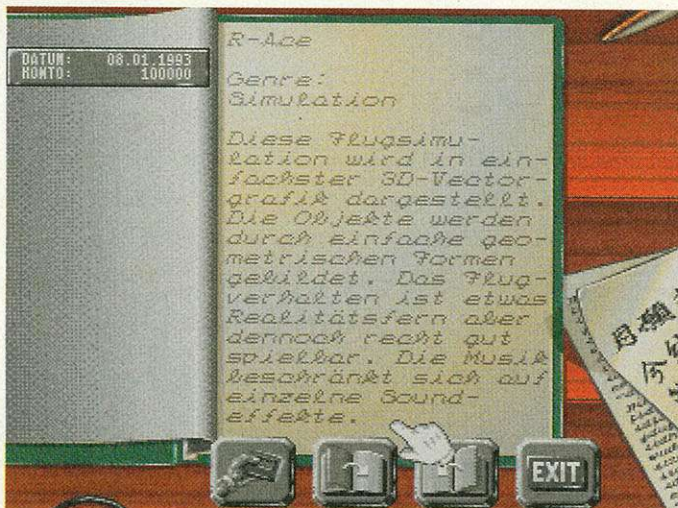 DATUM: 08.01.1993
KONTO: 100000
R-Ace
Genre:
Simulation
Diese Flugsimu-
lation wird in ein-
fachster 3D-Vector-
grafik dargestellt.
Die Objekte werden
durch einfache geo-
metrischen Formen
gebildet. Das Flug-
verhalten ist etwas
Realitätsfern aber
dennoch recht gut
spielbar. Die Musik
beschränkt sich auf
einzelne Sound-
effekte.
EXIT